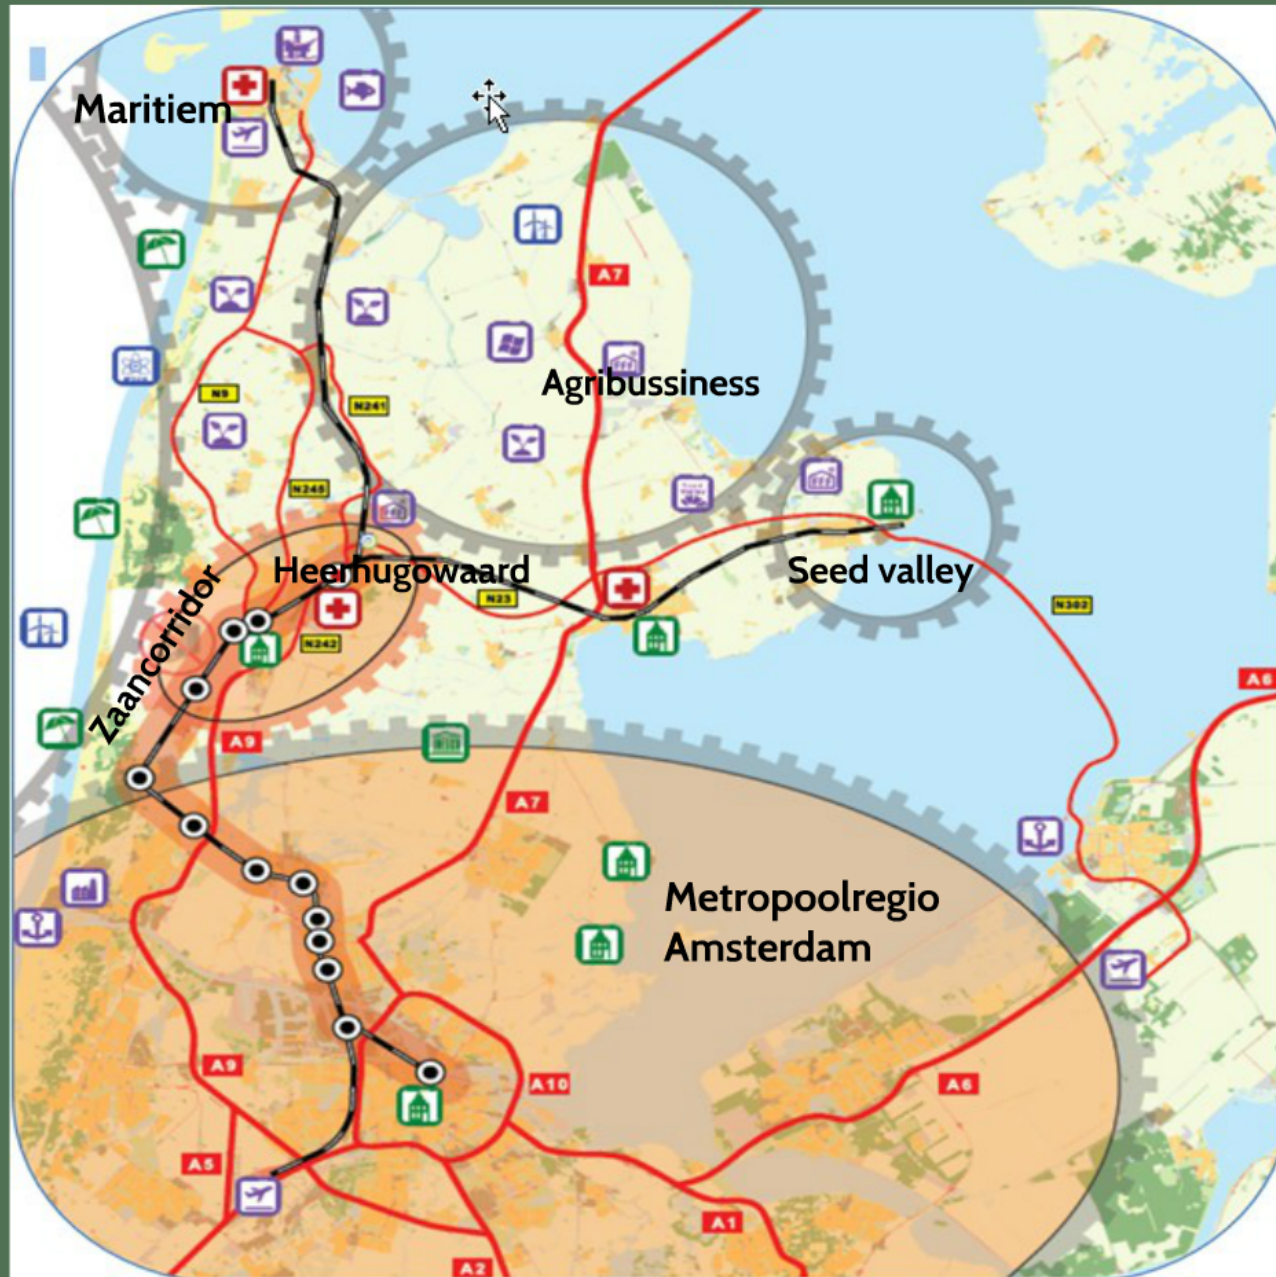 Maritiem
A7
Agribussiness
N9
N241
N245
Heerhugowaard
Seed valley
N23
N302
N242
Zaancorridor
A6
A9
UNESCO
A7
Metropoolregio
Amsterdam
A9
A10
A6
A5
A1
A2